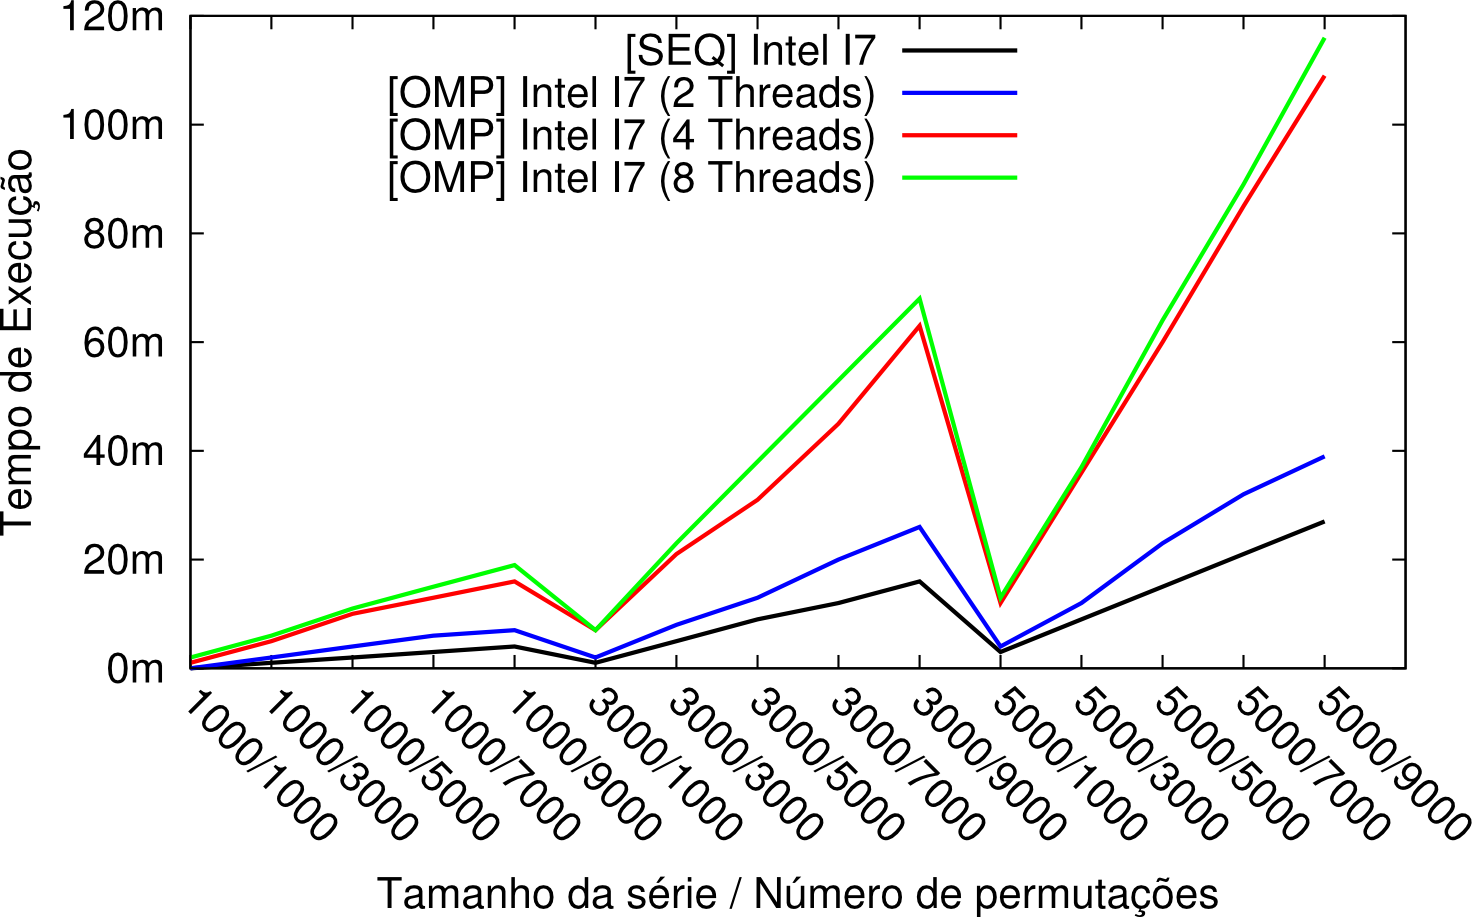 120m
100m
80m
60m
40m
20m
0m
Tempo de Execução
[SEQ] Intel I7
[OMP] Intel I7 (2 Threads)
[OMP] Intel I7 (4 Threads)
[OMP] Intel I7 (8 Threads)
1000/1000
1000/3000
1000/5000
1000/7000
1000/9000
3000/1000
3000/3000
3000/5000
3000/7000
3000/9000
5000/1000
5000/3000
5000/5000
5000/7000
5000/9000
Tamanho da série / Número de permutações